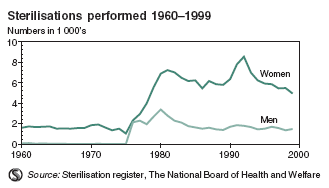 Sterilisations performed 1960–1999
Numbers in 1 000's
10
8
Women
6
4
Men
2
0
1960 1970 1980 1990 2000
Source: Sterilisation register, The National Board of Health and Welfare